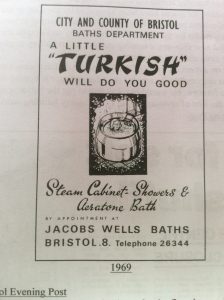 CITY AND COUNTY OF BRISTOL
BATHS DEPARTMENT
A LITTLE
"TURKISH"
WILL DO YOU GOOD
Steam Cabinet - Showers &
Aeratone Bath
BY APPOINTMENT AT
JACOBS WELLS BATHS
BRISTOL.8. Telephone 26344
1969
ol Evening Post